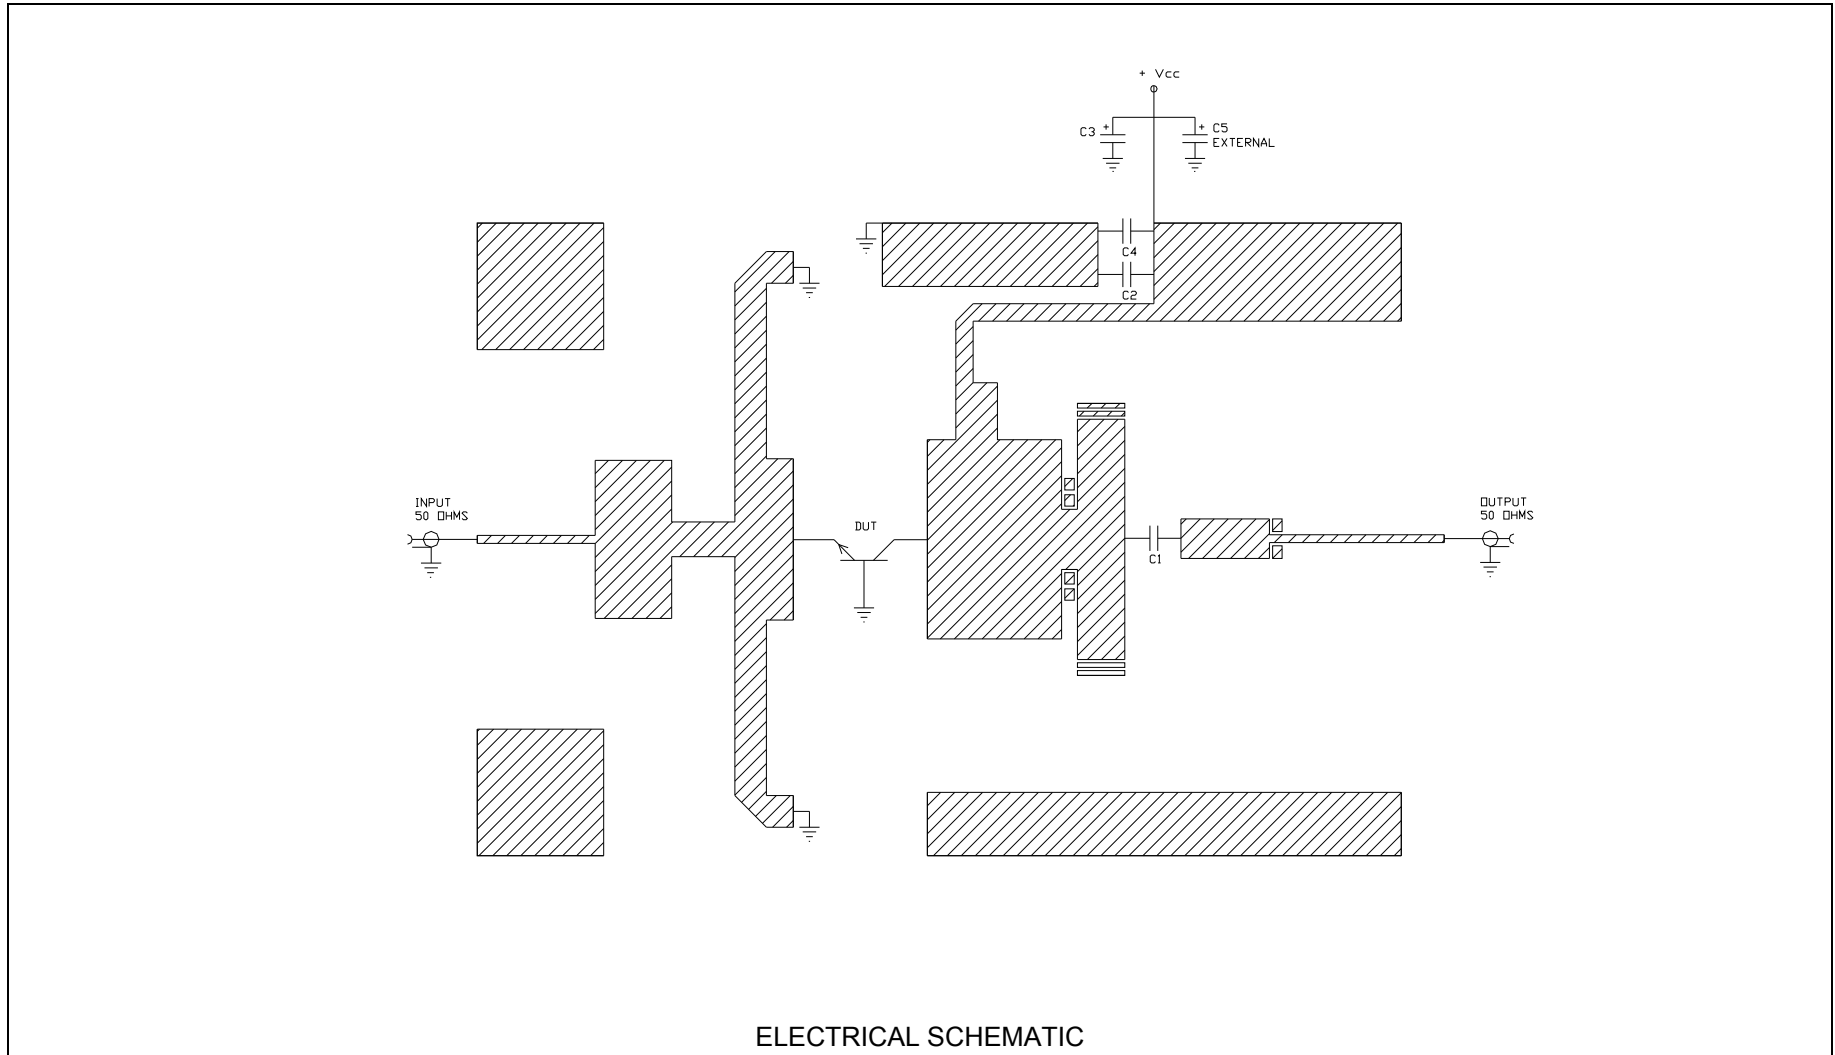 + Vcc
C3 +
+ C5
EXTERNAL
C4
C2
INPUT
50 OHMS
DUT
OUTPUT
50 OHMS
C1
ELECTRICAL SCHEMATIC